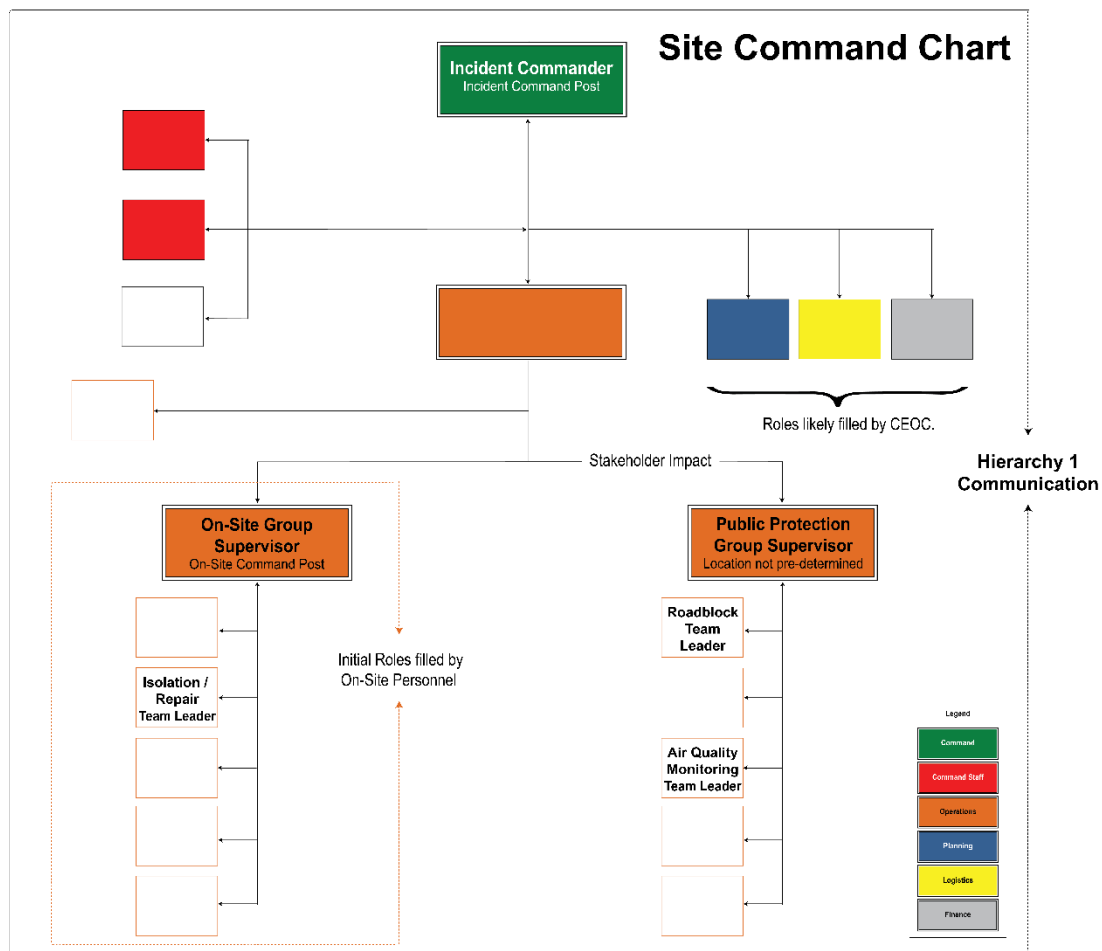 Site Command Chart
Incident Commander
Incident Command Post
Roles likely filled by CEOC.
Stakeholder Impact
Hierarchy 1
Communication
On-Site Group
Supervisor
On-Site Command Post
Public Protection
Group Supervisor
Location not pre-determined
Initial Roles filled by
On-Site Personnel
Isolation /
Repair
Team Leader
Roadblock
Team
Leader
Air Quality
Monitoring
Team Leader
Legend
Command
Command Staff
Operations
Planning
Logistics
Finance